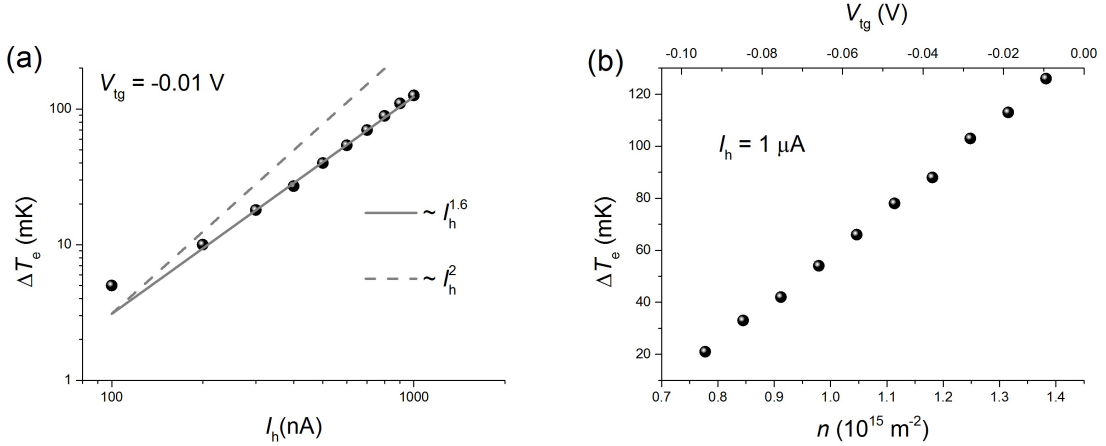 (a)
V_tg = -0.01 V
100
10
1
ΔT_e (mK)
~ I_h^1.6
~ I_h^2
100 1000
I_h(nA)
(b)
V_tg (V)
-0.10 -0.08 -0.06 -0.04 -0.02 0.00
I_h = 1 μA
120
100
80
60
40
20
ΔT_e (mK)
0.7 0.8 0.9 1.0 1.1 1.2 1.3 1.4
n (10^15 m^-2)